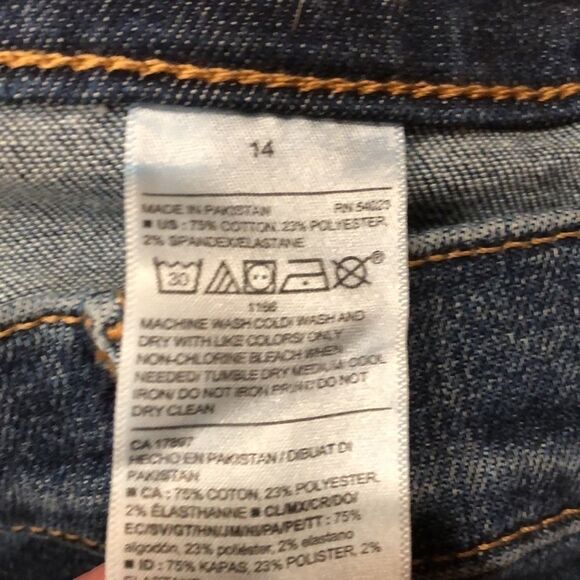 14
MADE IN PAKISTAN RN 54023
■ US : 75% COTTON, 23% POLYESTER,
2% SPANDEX/ELASTANE
30
®
1166
MACHINE WASH COLD/ WASH AND
DRY WITH LIKE COLORS/ ONLY
NON-CHLORINE BLEACH WHEN
NEEDED/ TUMBLE DRY MEDIUM/ COOL
IRON/ DO NOT IRON PRINT/ DO NOT
DRY CLEAN
CA 17897
HECHO EN PAKISTAN / DIBUAT DI
PAKISTAN
■ CA : 75% COTON, 23% POLYESTER,
2% ÉLASTHANNE ■ CL/MX/CR/DO/
EC/SV/GT/HN/JM/NI/PA/PE/TT : 75%
algodón, 23% poliéster, 2% elastano
■ ID : 75% KAPAS, 23% POLISTER, 2%